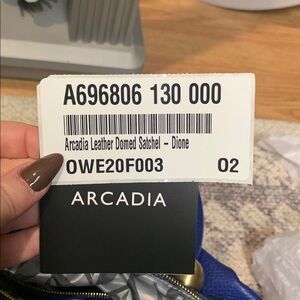 A696806 130 000
Arcadia Leather Domed Satchel – Dione
OWE20F003 02
ARCADIA